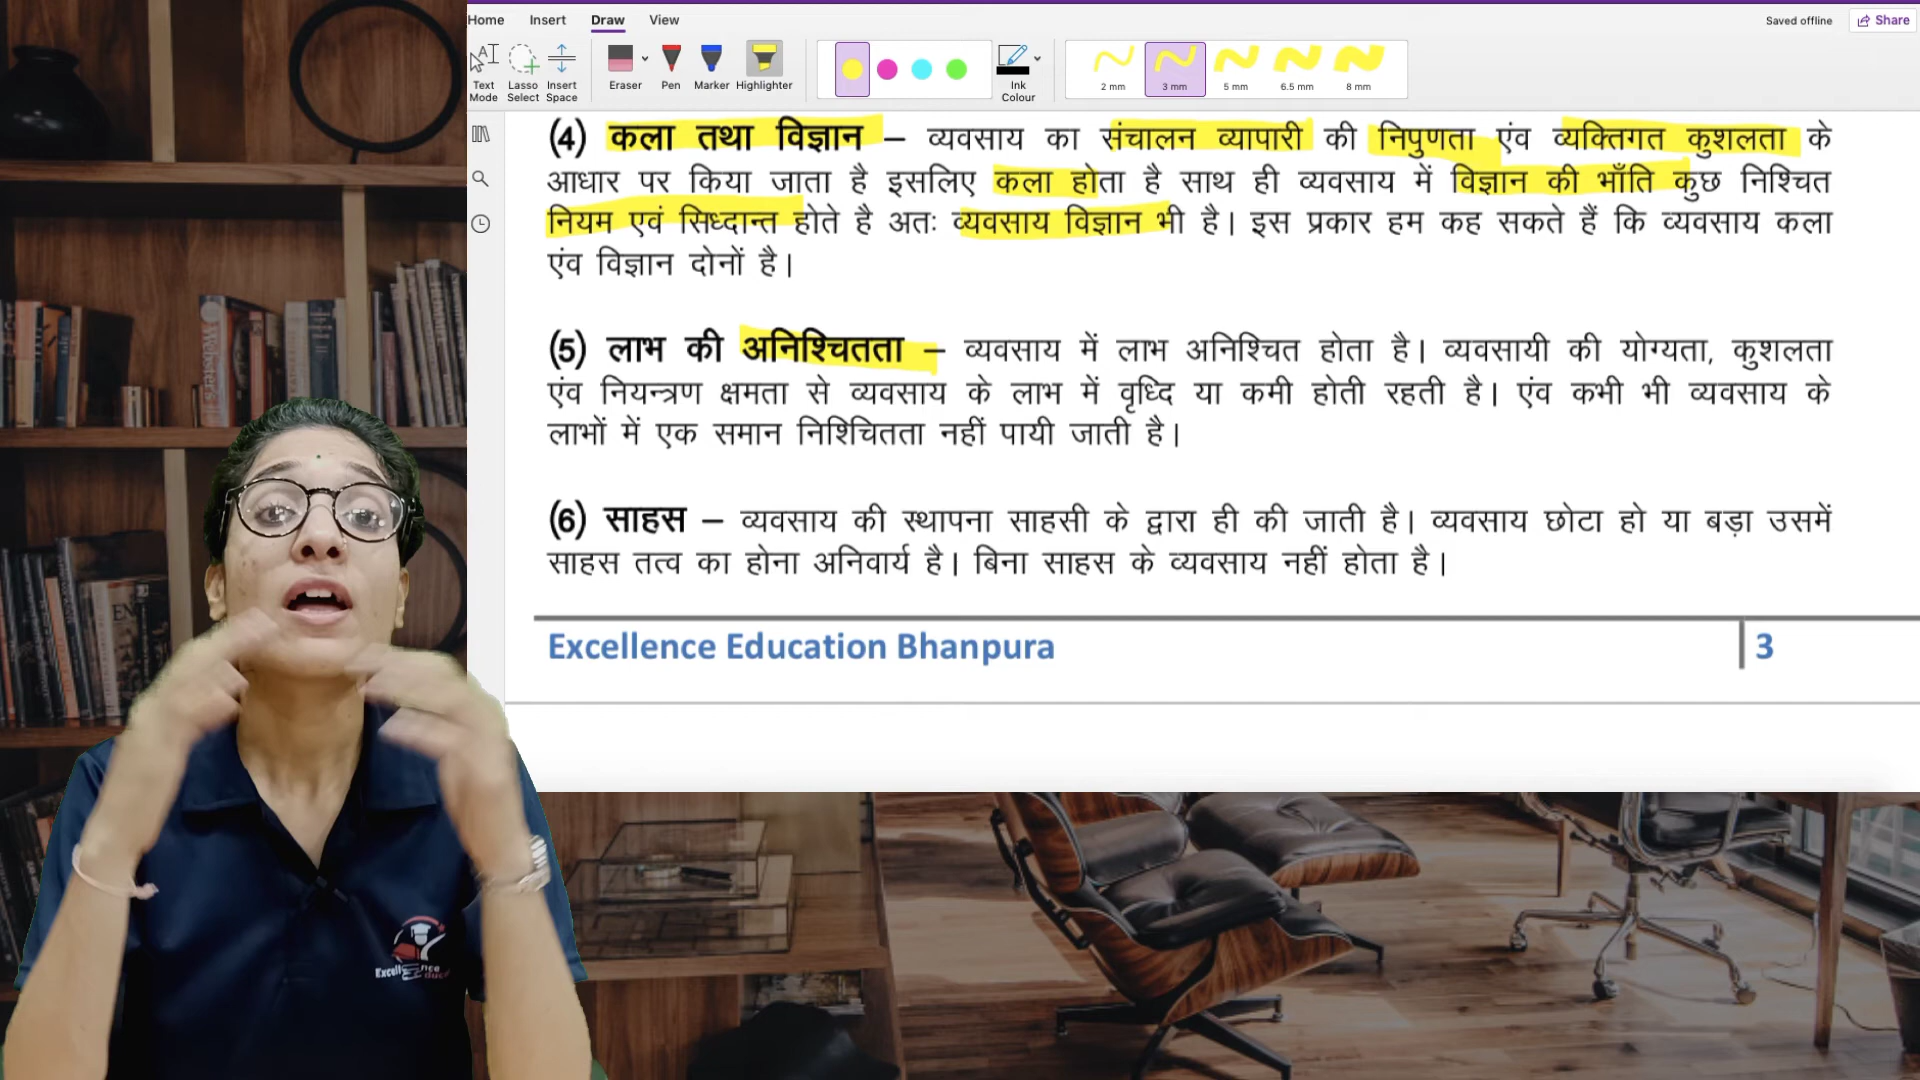 Home Insert Draw View
Saved offline Share
Text Mode
Lasso Select
Insert Space
Eraser
Pen
Marker
Highlighter
Ink Colour
2 mm
3 mm
5 mm
6.5 mm
8 mm
(4) कला तथा विज्ञान – व्यवसाय का संचालन व्यापारी की निपुणता एंव व्यक्तिगत कुशलता के
आधार पर किया जाता है इसलिए कला होता है साथ ही व्यवसाय में विज्ञान की भाँति कुछ निश्चित
नियम एवं सिध्दान्त होते है अतः व्यवसाय विज्ञान भी है। इस प्रकार हम कह सकते हैं कि व्यवसाय कला
एंव विज्ञान दोनों है।
(5) लाभ की अनिश्चितता – व्यवसाय में लाभ अनिश्चित होता है। व्यवसायी की योग्यता, कुशलता
एंव नियन्त्रण क्षमता से व्यवसाय के लाभ में वृध्दि या कमी होती रहती है। एंव कभी भी व्यवसाय के
लाभों में एक समान निश्चितता नहीं पायी जाती है।
(6) साहस – व्यवसाय की स्थापना साहसी के द्वारा ही की जाती है। व्यवसाय छोटा हो या बड़ा उसमें
साहस तत्व का होना अनिवार्य है। बिना साहस के व्यवसाय नहीं होता है।
Excellence Education Bhanpura 3
Webster's
Excellence